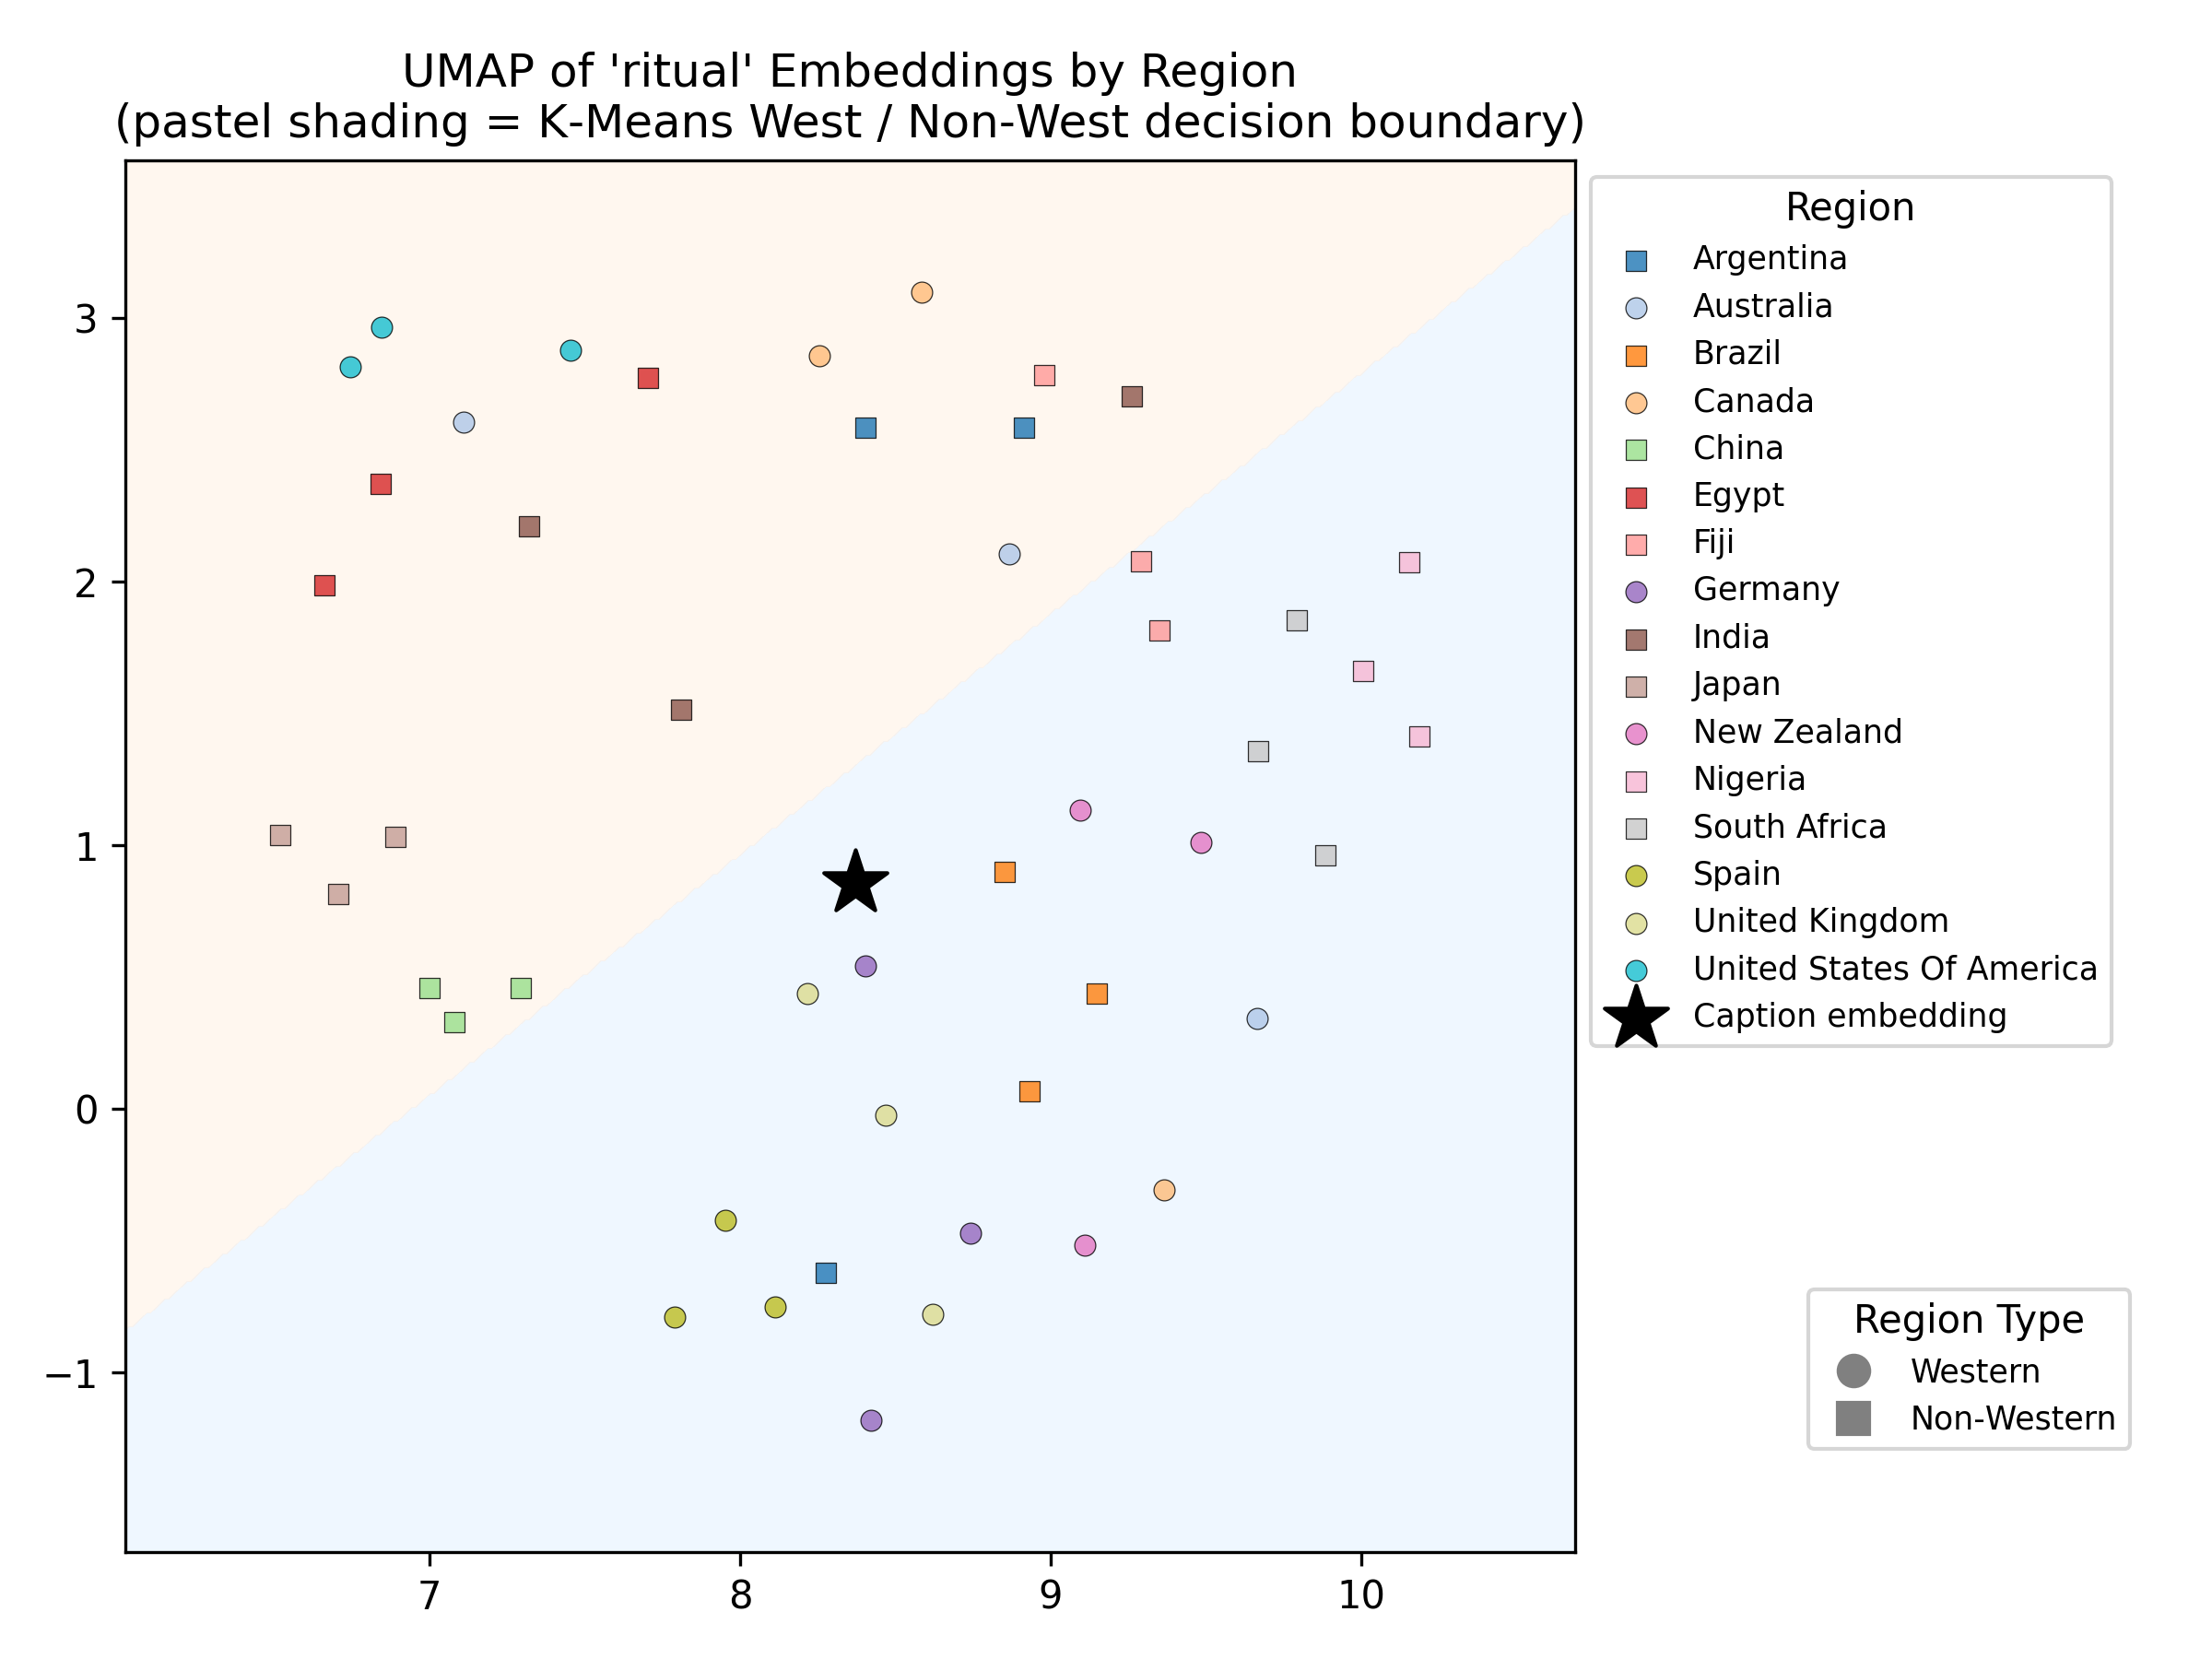 UMAP of 'ritual' Embeddings by Region
(pastel shading = K-Means West / Non-West decision boundary)
3
2
1
0
−1
7
8
9
10
Region
Argentina
Australia
Brazil
Canada
China
Egypt
Fiji
Germany
India
Japan
New Zealand
Nigeria
South Africa
Spain
United Kingdom
United States Of America
Caption embedding
Region Type
Western
Non-Western